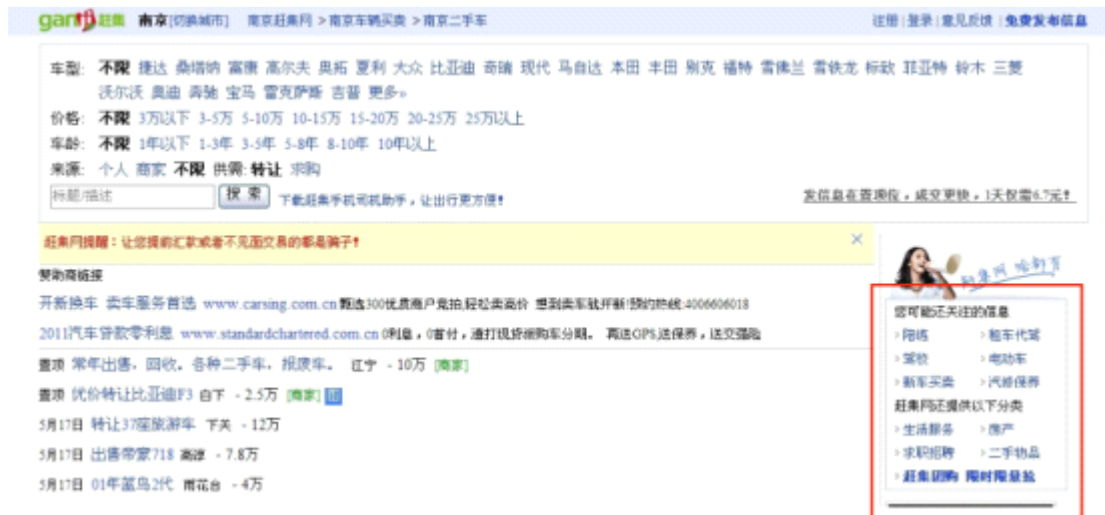 ganji赶集 南京[切换城市] 南京赶集网 >南京车辆买卖 >南京二手车 注册|登录|意见反馈|免费发布信息
车型: 不限 捷达 桑塔纳 富康 高尔夫 奥拓 夏利 大众 比亚迪 奇瑞 现代 马自达 本田 丰田 别克 福特 雪佛兰 雪铁龙 标致 菲亚特 铃木 三菱
沃尔沃 奥迪 奔驰 宝马 雷克萨斯 吉普 更多»
价格: 不限 3万以下 3-5万 5-10万 10-15万 15-20万 20-25万 25万以上
车龄: 不限 1年以下 1-3年 3-5年 5-8年 8-10年 10年以上
来源: 个人 商家 不限 供需:转让 求购
标题/描述 搜 索 下载赶集手机司机助手，让出行更方便! 发信息在置顶位，成交更快，1天仅需6.7元!
赶集网提醒：让您提前汇款或者不见面交易的都是骗子! ×
赞助商链接
赶集网 啥都有
开新换车 卖车服务首选 www.carsing.com.cn 甄选300优质商户竞拍,轻松卖高价 想到卖车就开新!预约热线:4006606018
2011汽车贷款零利息 www.standardchartered.com.cn 0利息，0首付，渣打现贷派购车分期。 再送GPS,送保养，送交强险
置顶 常年出售，回收。各种二手车，报废车。 江宁 - 10万 [商家]
置顶 优价转让比亚迪F3 白下 - 2.5万 [商家]
5月17日 转让37座旅游车 下关 - 12万
5月17日 出售帝豪718 高淳 - 7.8万
5月17日 01年蓝鸟2代 雨花台 - 4万
您可能还关注的信息
›陪练 ›租车代驾
›驾校 ›电动车
›新车买卖 ›汽修保养
赶集网还提供以下分类
›生活服务 ›房产
›求职招聘 ›二手物品
›赶集团购 限时限量抢